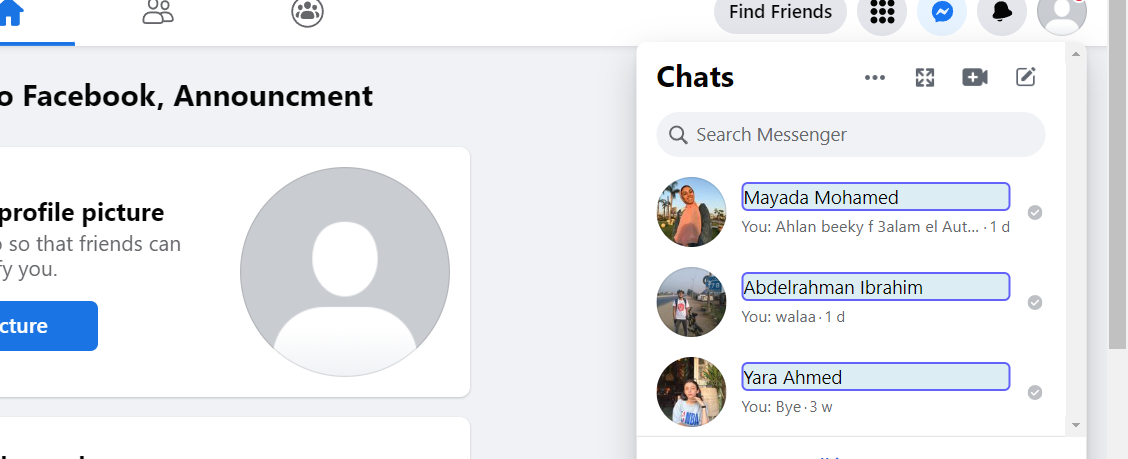 Find Friends
Chats
o Facebook, Announcment
Search Messenger
Mayada Mohamed
You: Ahlan beeky f 3alam el Aut... · 1 d
profile picture
o so that friends can
fy you.
Abdelrahman Ibrahim
You: walaa · 1 d
cture
Yara Ahmed
You: Bye · 3 w